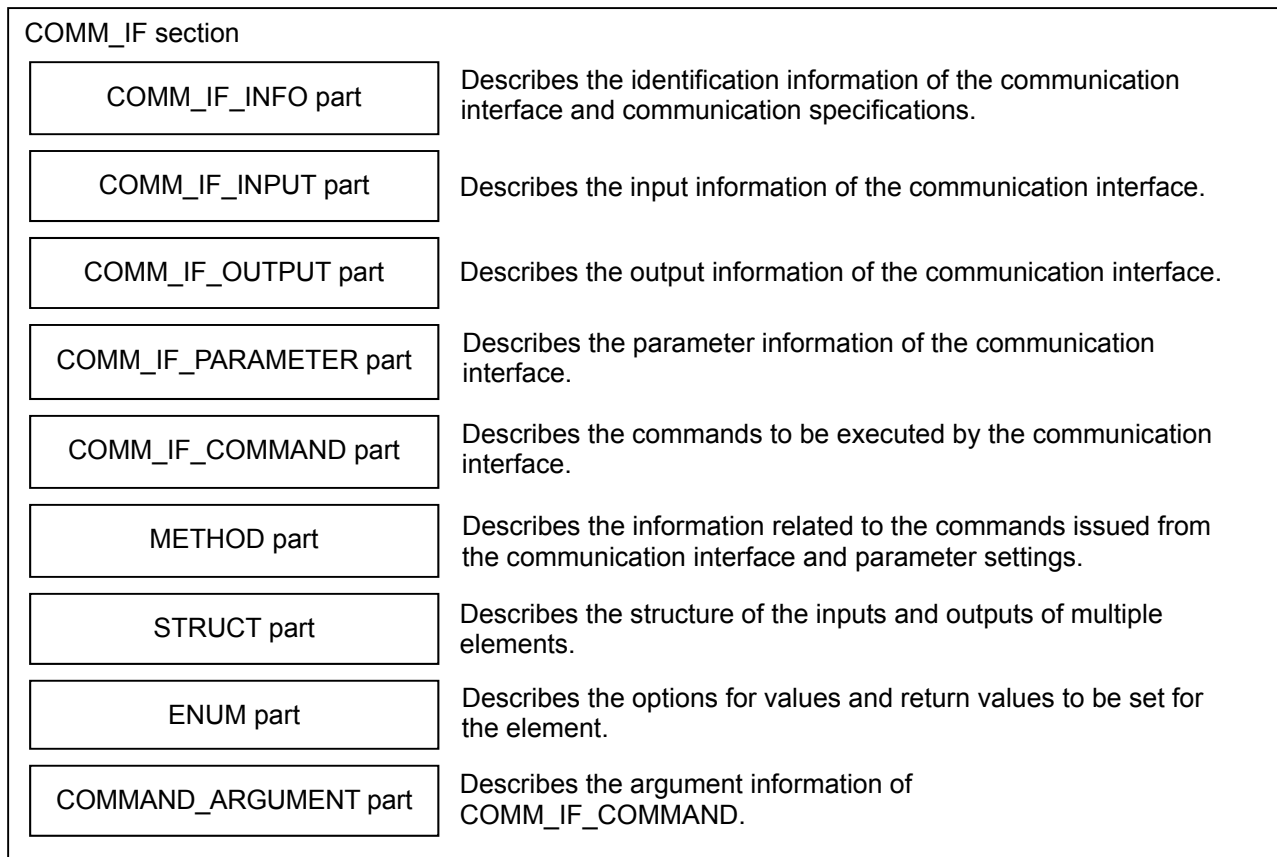 COMM_IF section
COMM_IF_INFO part
Describes the identification information of the communication
interface and communication specifications.
COMM_IF_INPUT part
Describes the input information of the communication interface.
COMM_IF_OUTPUT part
Describes the output information of the communication interface.
COMM_IF_PARAMETER part
Describes the parameter information of the communication
interface.
COMM_IF_COMMAND part
Describes the commands to be executed by the communication
interface.
METHOD part
Describes the information related to the commands issued from
the communication interface and parameter settings.
STRUCT part
Describes the structure of the inputs and outputs of multiple
elements.
ENUM part
Describes the options for values and return values to be set for
the element.
COMMAND_ARGUMENT part
Describes the argument information of
COMM_IF_COMMAND.